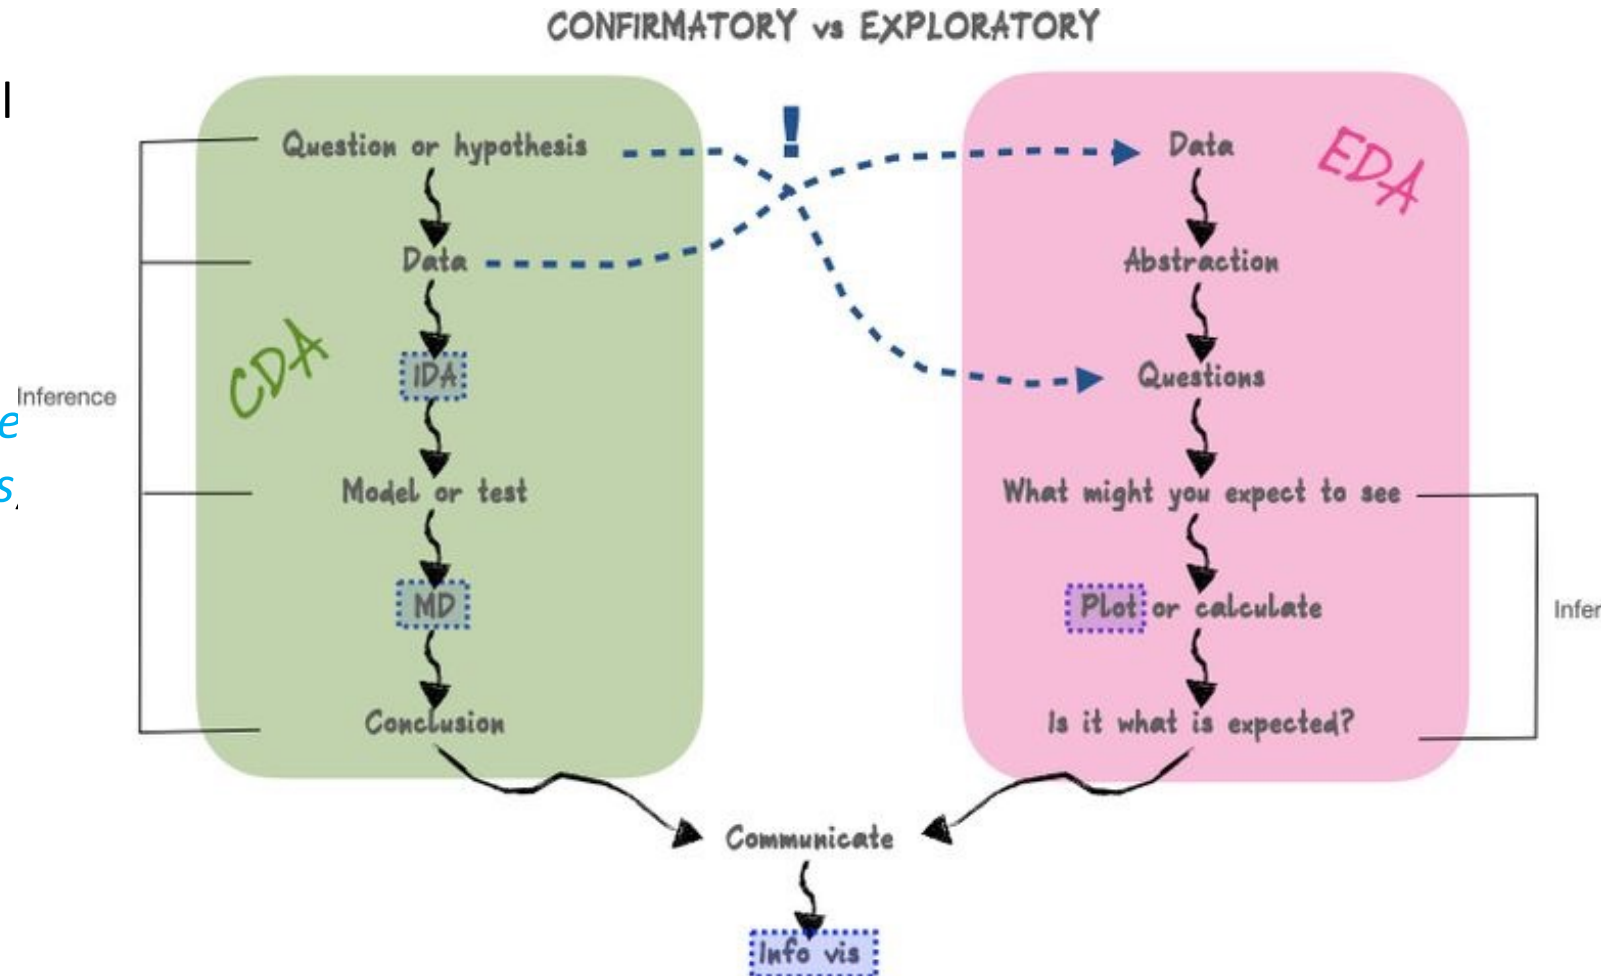 CONFIRMATORY vs EXPLORATORY
l
Question or hypothesis
!
Data
EDA
Data
Abstraction
CDA
IDA
Questions
Inference
e
s,
Model or test
What might you expect to see
MD
Plot or calculate
Infer
Conclusion
Is it what is expected?
Communicate
Info vis